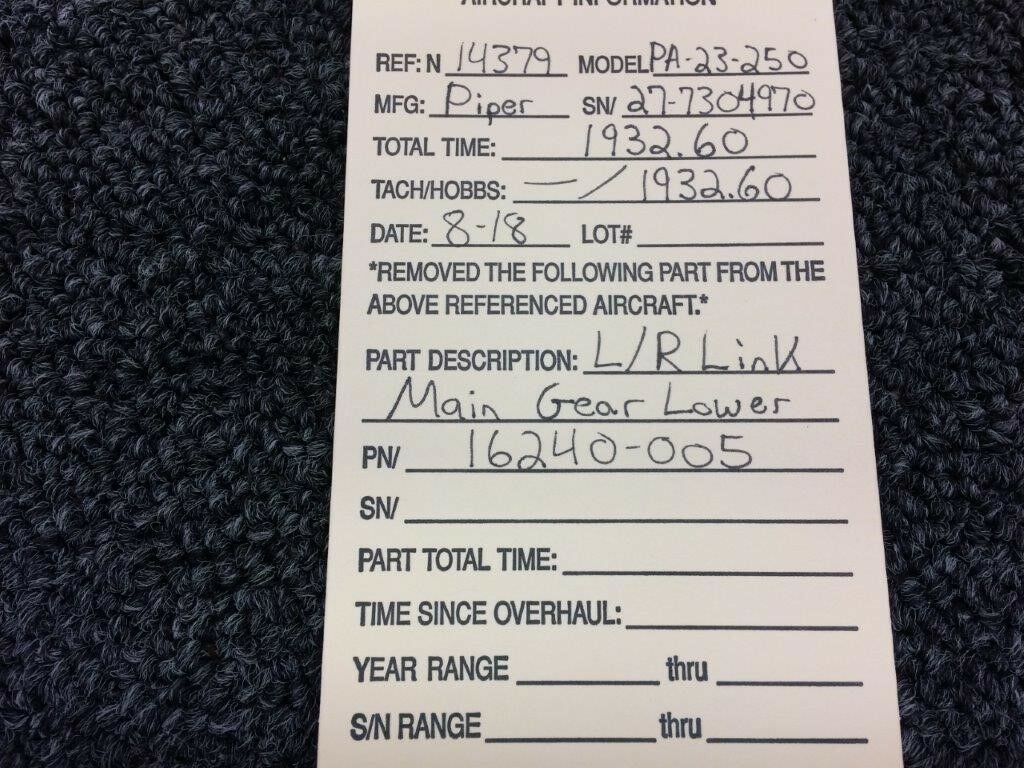 AIRCRAFT INFORMATION
REF: N 14379 MODEL PA-23-250
MFG: Piper SN/ 27-7304970
TOTAL TIME: 1932.60
TACH/HOBBS: — / 1932.60
DATE: 8-18 LOT#
*REMOVED THE FOLLOWING PART FROM THE
ABOVE REFERENCED AIRCRAFT.*
PART DESCRIPTION: L/R Link
Main Gear Lower
PN/ 16240-005
SN/
PART TOTAL TIME:
TIME SINCE OVERHAUL:
YEAR RANGE thru
S/N RANGE thru